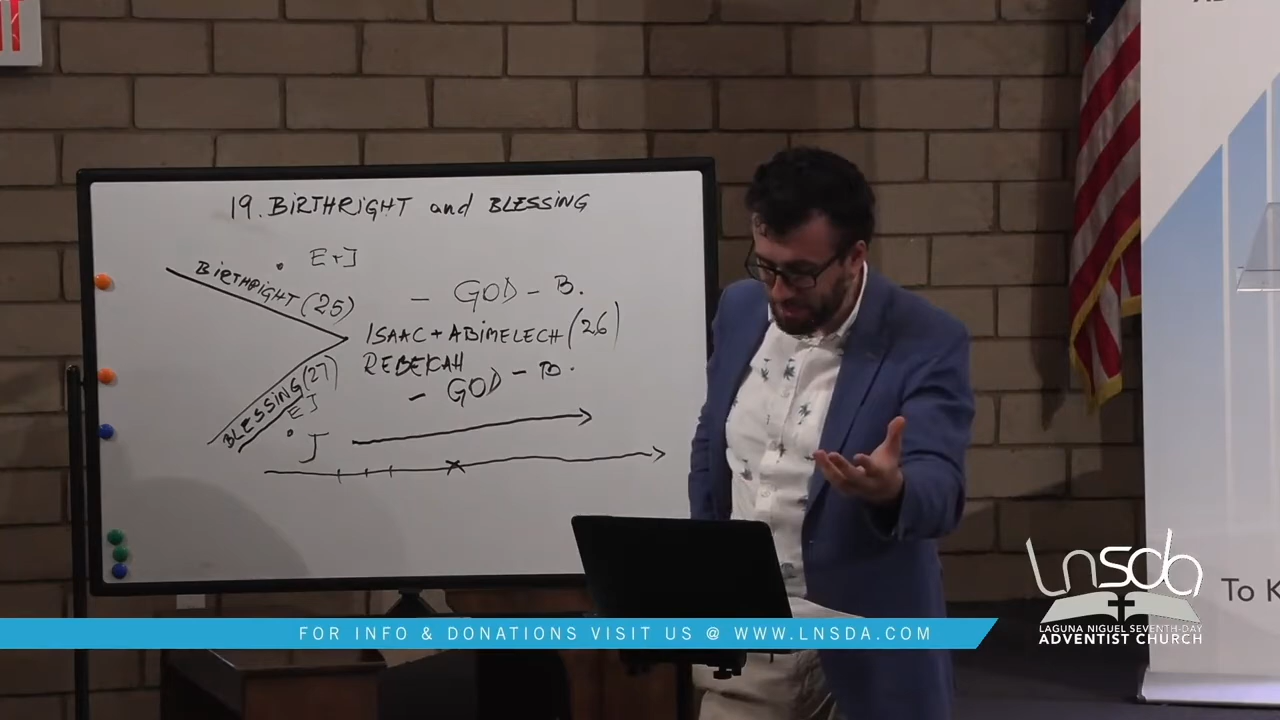 19. BIRTHRIGHT and BLESSING
E + J
BIRTHRIGHT (25)
- GOD - B.
ISAAC + ABIMELECH (26)
REBEKAH
- GOD - B.
BLESSING (27)
E J
J
FOR INFO & DONATIONS VISIT US @ WWW.LNSDA.COM
LNSDA
LAGUNA NIGUEL SEVENTH-DAY
ADVENTIST CHURCH
To K